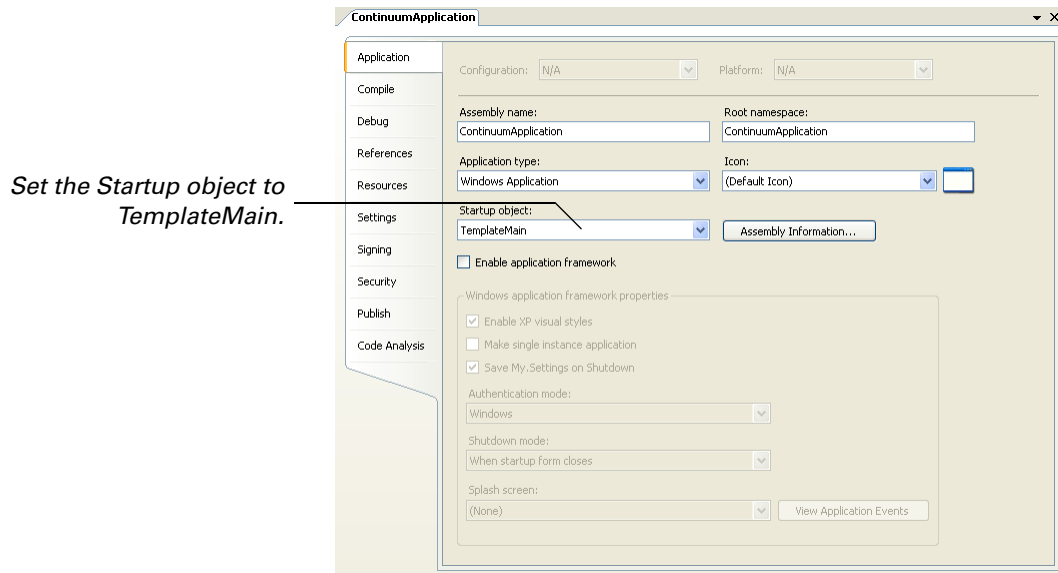 ContinuumApplication
Application
Compile
Debug
References
Resources
Settings
Signing
Security
Publish
Code Analysis
Set the Startup object to
TemplateMain.
Configuration: N/A Platform: N/A
Assembly name: Root namespace:
ContinuumApplication ContinuumApplication
Application type: Icon:
Windows Application (Default Icon)
Startup object:
TemplateMain Assembly Information...
Enable application framework
Windows application framework properties
Enable XP visual styles
Make single instance application
Save My.Settings on Shutdown
Authentication mode:
Windows
Shutdown mode:
When startup form closes
Splash screen:
(None) View Application Events